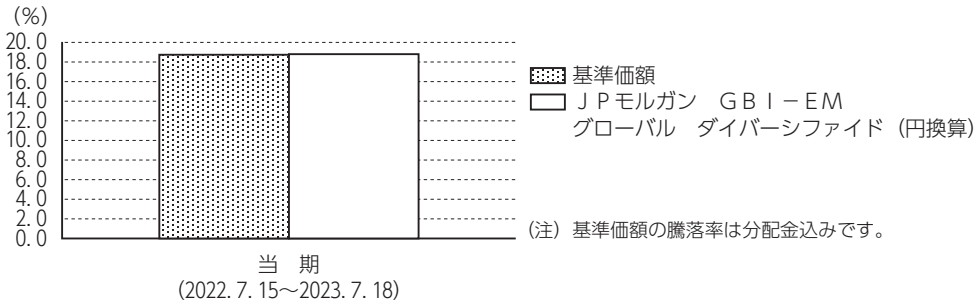 (%)
20.0
18.0
16.0
14.0
12.0
10.0
8.0
6.0
4.0
2.0
0.0
基準価額
ＪＰモルガン　ＧＢＩ－ＥＭ
グローバル　ダイバーシファイド（円換算）
（注）基準価額の騰落率は分配金込みです。
当　期
(2022. 7. 15～2023. 7. 18)